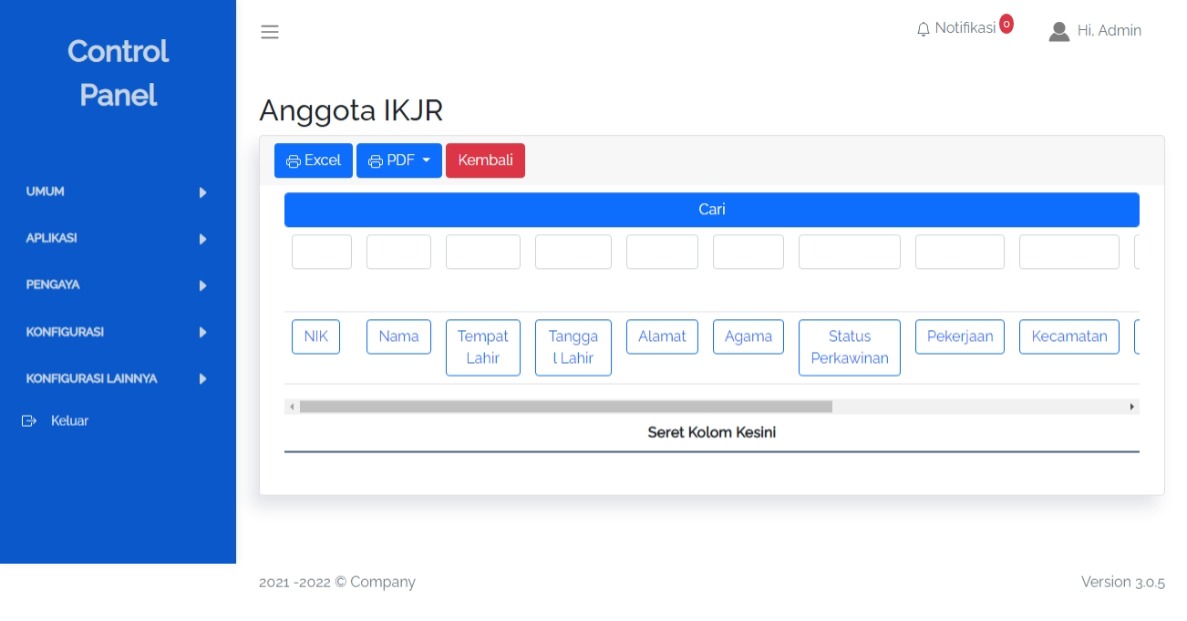 Control
Panel
Notifikasi 0
Hi, Admin
UMUM
APLIKASI
PENGAYA
KONFIGURASI
KONFIGURASI LAINNYA
Keluar
Anggota IKJR
Excel PDF Kembali
Cari
NIK Nama Tempat Lahir Tangga l Lahir Alamat Agama Status Perkawinan Pekerjaan Kecamatan
Seret Kolom Kesini
2021 -2022 © Company
Version 3.0.5